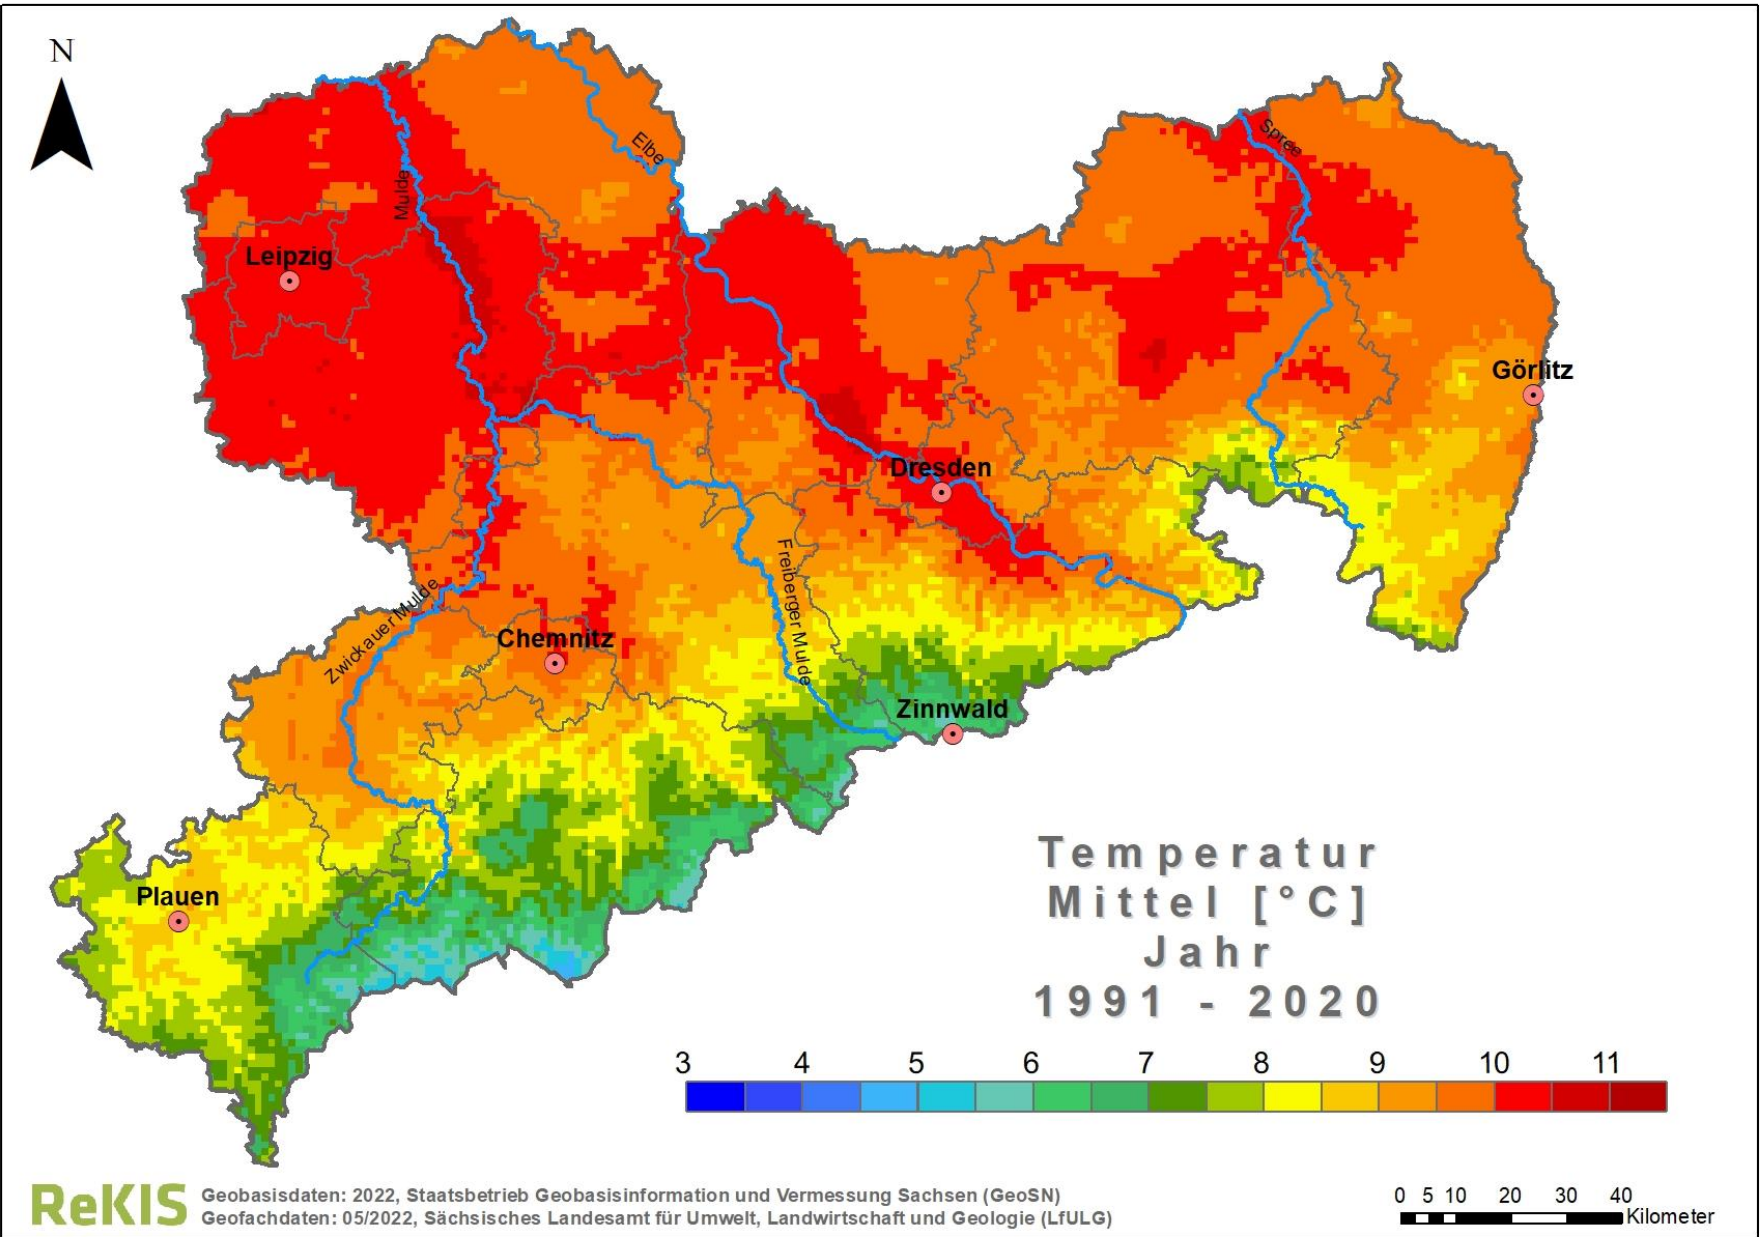 N
Elbe
Spree
Mulde
Leipzig
Görlitz
Dresden
Freiberger Mulde
Zwickauer Mulde
Chemnitz
Zinnwald
Plauen
Temperatur
Mittel [°C]
Jahr
1991 - 2020
3 4 5 6 7 8 9 10 11
ReKIS
Geobasisdaten: 2022, Staatsbetrieb Geobasisinformation und Vermessung Sachsen (GeoSN)
Geofachdaten: 05/2022, Sächsisches Landesamt für Umwelt, Landwirtschaft und Geologie (LfULG)
0 5 10 20 30 40
Kilometer